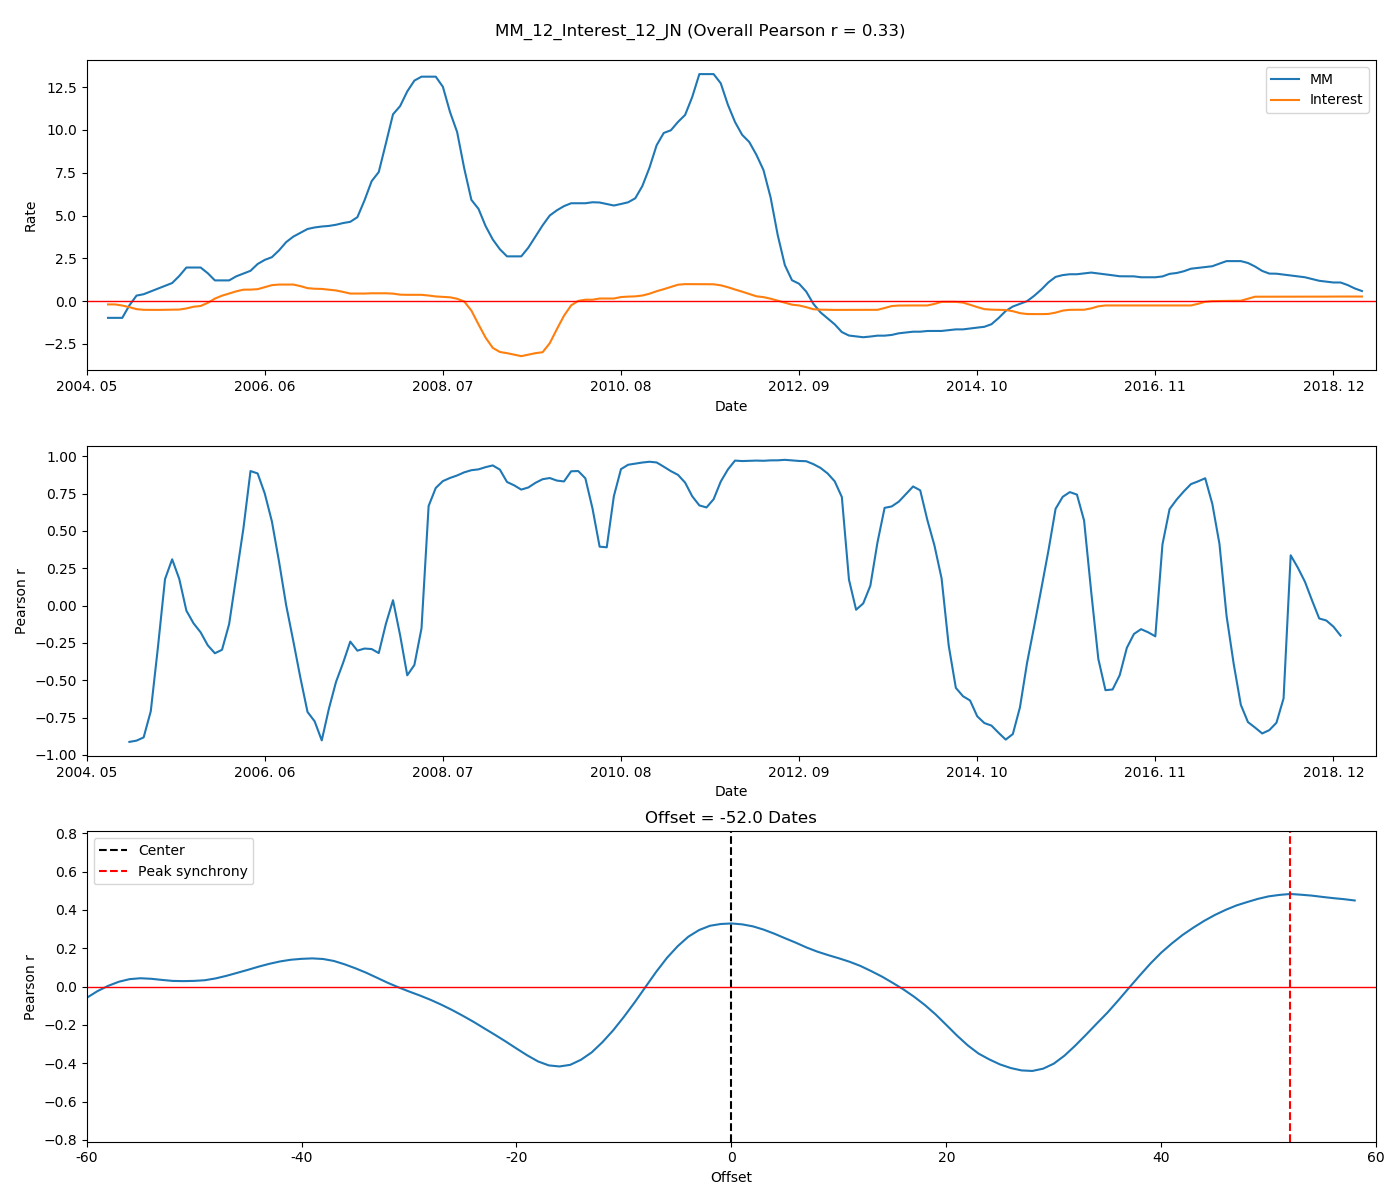 MM_12_Interest_12_JN (Overall Pearson r = 0.33)
MM
Interest
12.5
10.0
7.5
5.0
2.5
0.0
−2.5
Rate
2004. 05 2006. 06 2008. 07 2010. 08 2012. 09 2014. 10 2016. 11 2018. 12
Date
1.00
0.75
0.50
0.25
0.00
−0.25
−0.50
−0.75
−1.00
Pearson r
2004. 05 2006. 06 2008. 07 2010. 08 2012. 09 2014. 10 2016. 11 2018. 12
Date
Offset = -52.0 Dates
Center
Peak synchrony
0.8
0.6
0.4
0.2
0.0
−0.2
−0.4
−0.6
−0.8
Pearson r
-60 -40 -20 0 20 40 60
Offset